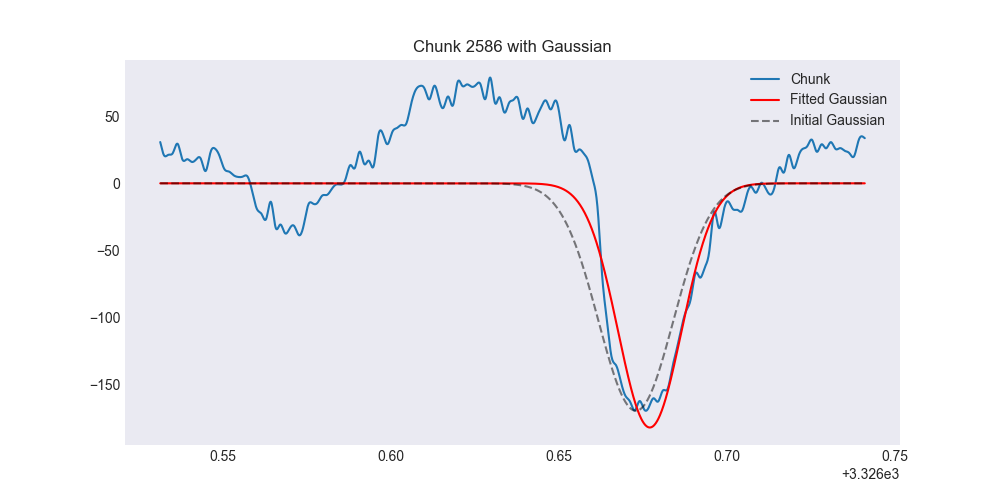 Chunk 2586 with Gaussian
Chunk
Fitted Gaussian
Initial Gaussian
50
0
−50
−100
−150
0.55 0.60 0.65 0.70 0.75
+3.326e3